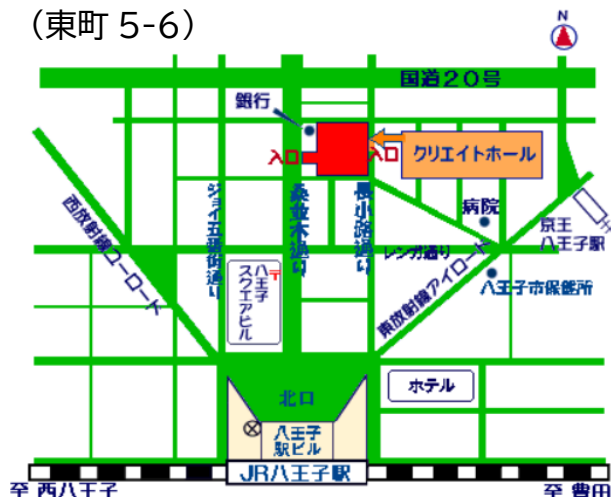 （東町 5-6）
N
国道20号
銀行
入口
入口
クリエイトホール
西放射線ユーロード
ジョイ五番街通り
桑並木通り
長小路通り
病院
京王
八王子駅
レンガ通り
東放射線アイロード
八王子市保健所
〒
八王子
スクエアビル
北口
ホテル
八王子
駅ビル
JR八王子駅
至 西八王子
至 豊田